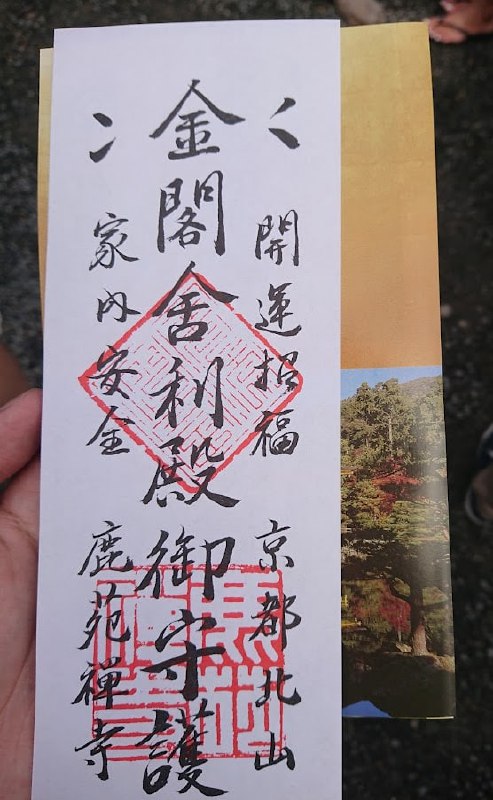 開運招福 京都北山
金閣舎利殿御守護
家内安全 鹿苑禅寺